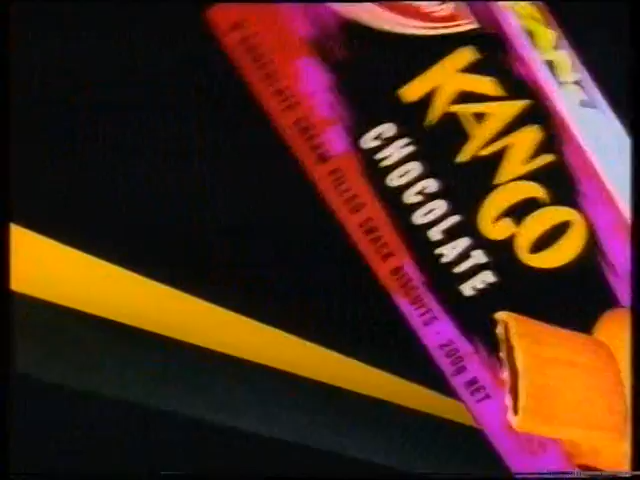 KANGO
CHOCOLATE
CHOCOLATE CREAM FILLED SNACK BISCUITS · 200g NET